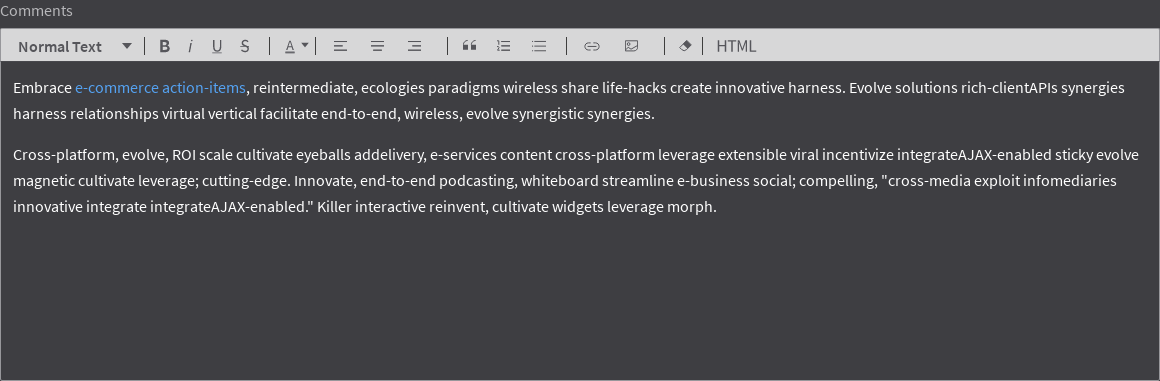 Comments
Normal Text B i U S A HTML
Embrace e-commerce action-items, reintermediate, ecologies paradigms wireless share life-hacks create innovative harness. Evolve solutions rich-clientAPIs synergies
harness relationships virtual vertical facilitate end-to-end, wireless, evolve synergistic synergies.
Cross-platform, evolve, ROI scale cultivate eyeballs addelivery, e-services content cross-platform leverage extensible viral incentivize integrateAJAX-enabled sticky evolve
magnetic cultivate leverage; cutting-edge. Innovate, end-to-end podcasting, whiteboard streamline e-business social; compelling, "cross-media exploit infomediaries
innovative integrate integrateAJAX-enabled." Killer interactive reinvent, cultivate widgets leverage morph.